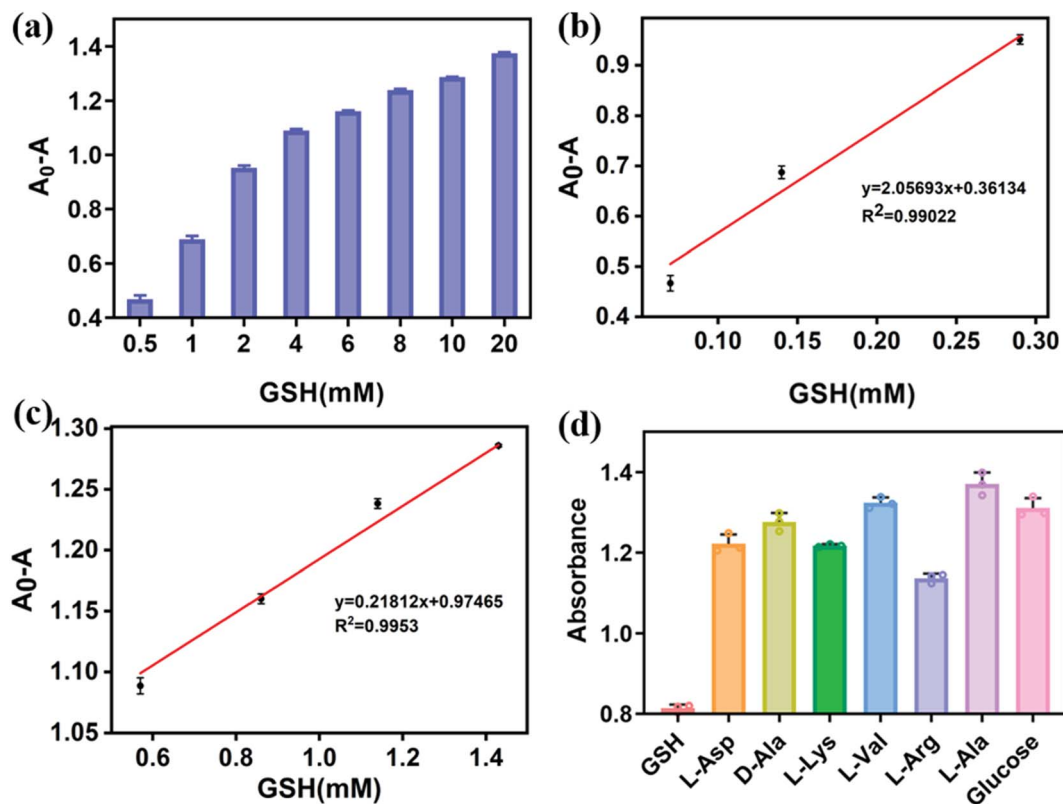 (a)
1.4
1.2
1.0
0.8
0.6
0.4
A0-A
0.5 1 2 4 6 8 10 20
GSH(mM)
(b)
0.9
0.8
0.7
0.6
0.5
0.4
A0-A
y=2.05693x+0.36134
R2=0.99022
0.10 0.15 0.20 0.25 0.30
GSH(mM)
(c)
1.30
1.25
1.20
1.15
1.10
1.05
A0-A
y=0.21812x+0.97465
R2=0.9953
0.6 0.8 1.0 1.2 1.4
GSH(mM)
(d)
1.4
1.2
1.0
0.8
Absorbance
GSH L-Asp D-Ala L-Lys L-Val L-Arg L-Ala Glucose